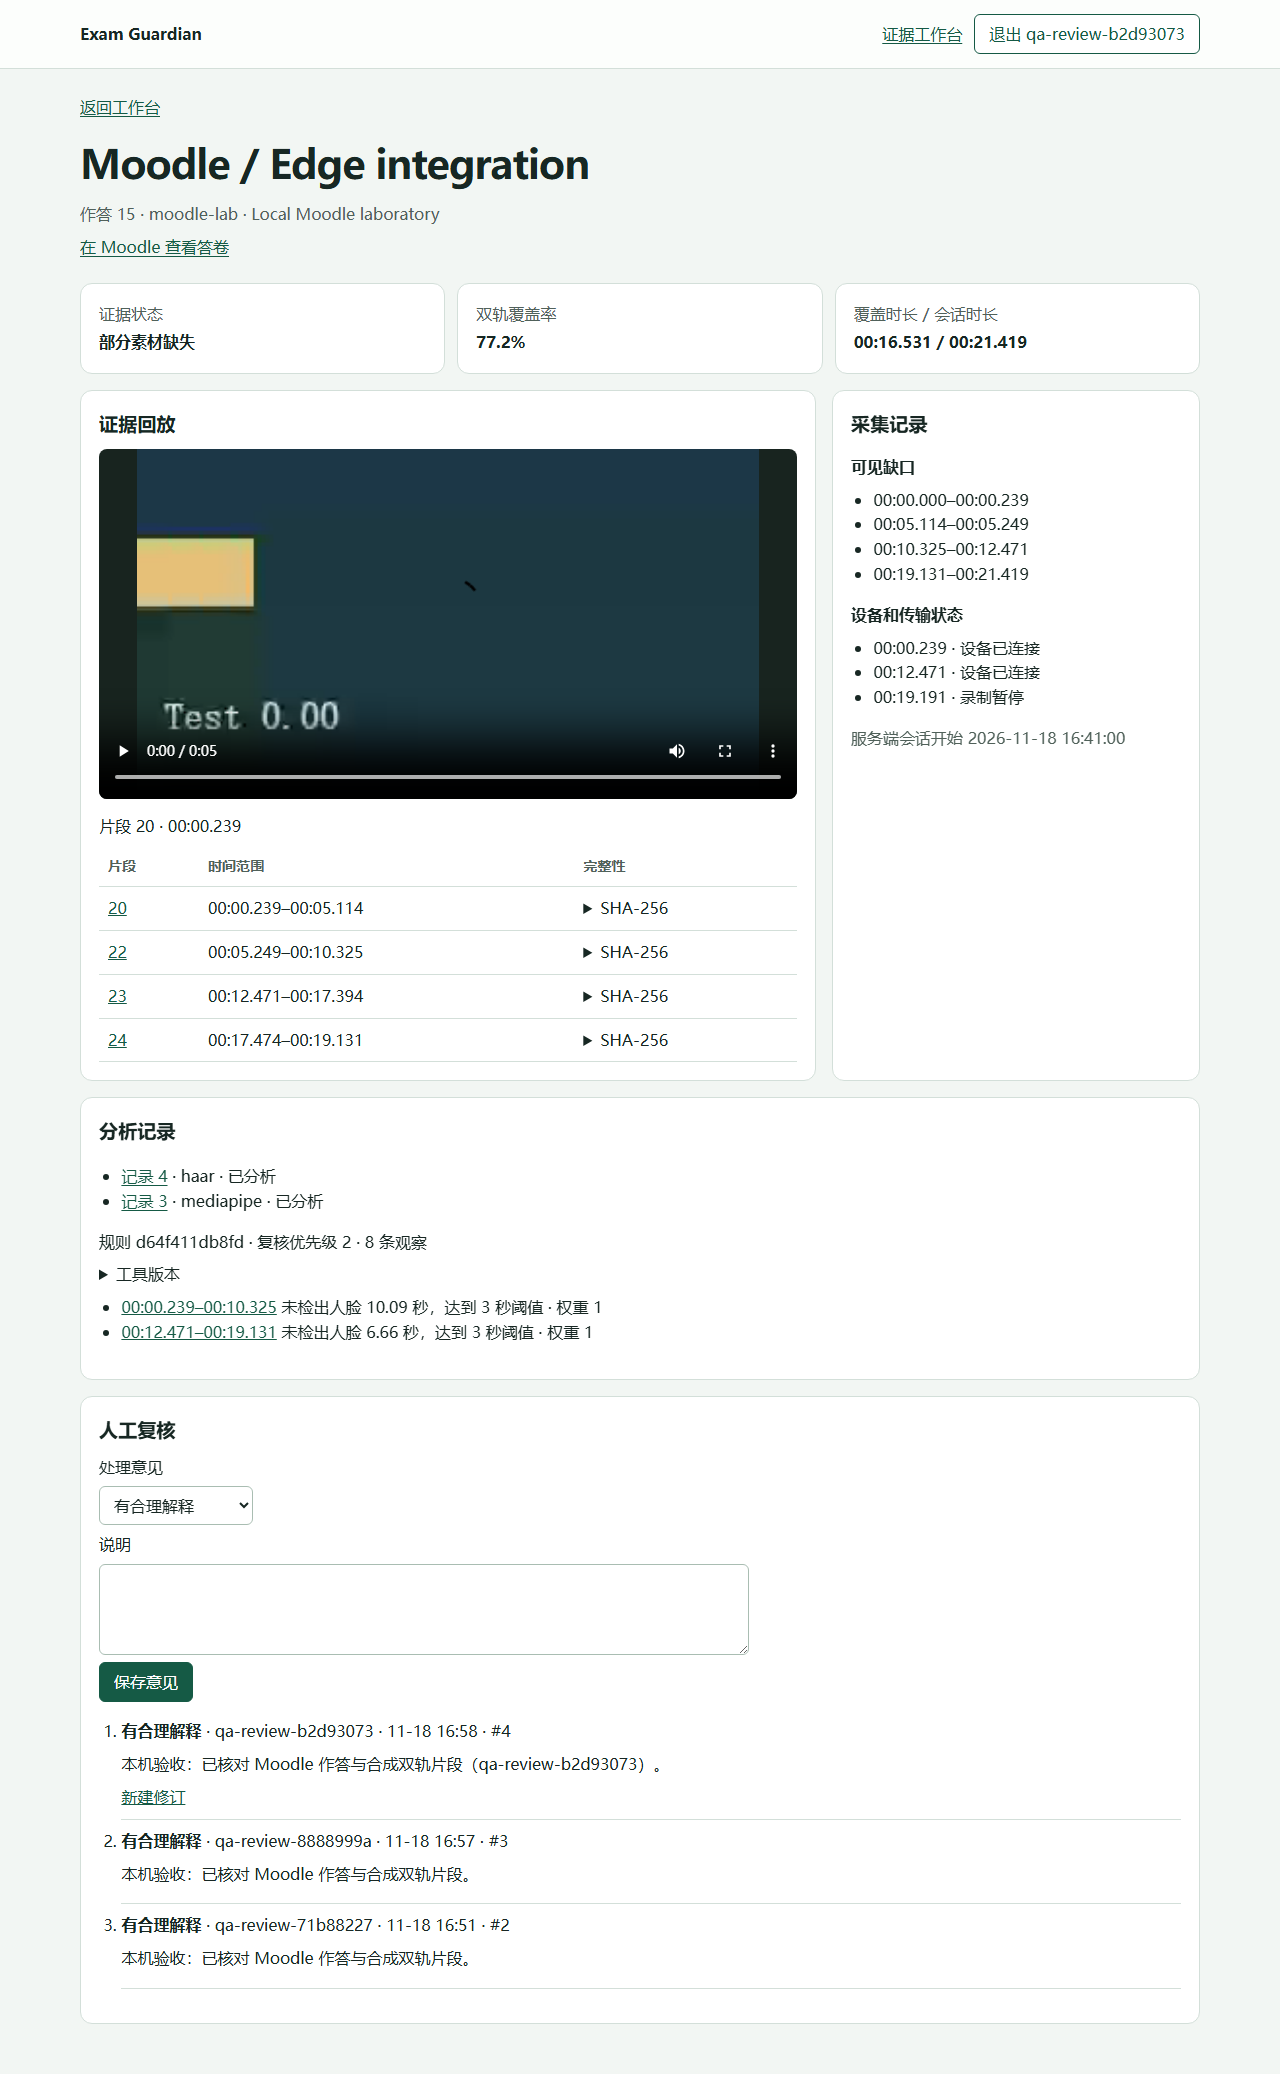 Exam Guardian
证据工作台
退出 qa-review-b2d93073
返回工作台
Moodle / Edge integration
作答 15 · moodle-lab · Local Moodle laboratory
在 Moodle 查看答卷
证据状态
部分素材缺失
双轨覆盖率
77.2%
覆盖时长 / 会话时长
00:16.531 / 00:21.419
证据回放
Test 0.00
0:00 / 0:05
片段 20 · 00:00.239
片段 时间范围 完整性
20 00:00.239–00:05.114 SHA-256
22 00:05.249–00:10.325 SHA-256
23 00:12.471–00:17.394 SHA-256
24 00:17.474–00:19.131 SHA-256
采集记录
可见缺口
00:00.000–00:00.239
00:05.114–00:05.249
00:10.325–00:12.471
00:19.131–00:21.419
设备和传输状态
00:00.239 · 设备已连接
00:12.471 · 设备已连接
00:19.191 · 录制暂停
服务端会话开始 2026-11-18 16:41:00
分析记录
记录 4 · haar · 已分析
记录 3 · mediapipe · 已分析
规则 d64f411db8fd · 复核优先级 2 · 8 条观察
工具版本
00:00.239–00:10.325 未检出人脸 10.09 秒，达到 3 秒阈值 · 权重 1
00:12.471–00:19.131 未检出人脸 6.66 秒，达到 3 秒阈值 · 权重 1
人工复核
处理意见
有合理解释
说明
保存意见
1. 有合理解释 · qa-review-b2d93073 · 11-18 16:58 · #4
本机验收：已核对 Moodle 作答与合成双轨片段（qa-review-b2d93073）。
新建修订
2. 有合理解释 · qa-review-8888999a · 11-18 16:57 · #3
本机验收：已核对 Moodle 作答与合成双轨片段。
3. 有合理解释 · qa-review-71b88227 · 11-18 16:51 · #2
本机验收：已核对 Moodle 作答与合成双轨片段。